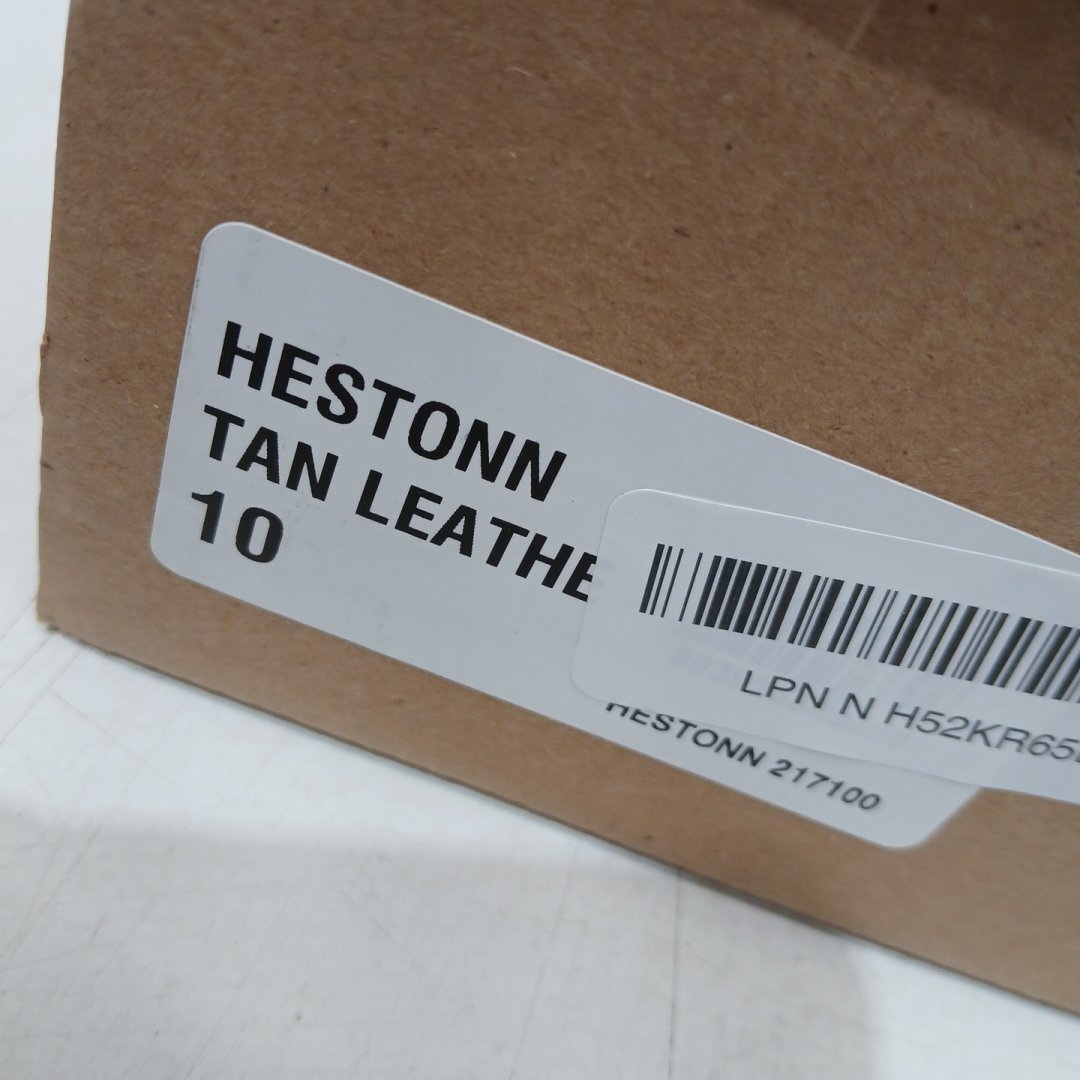 HESTONN
TAN LEATHE
10
LPN N H52KR65
HESTONN 217100